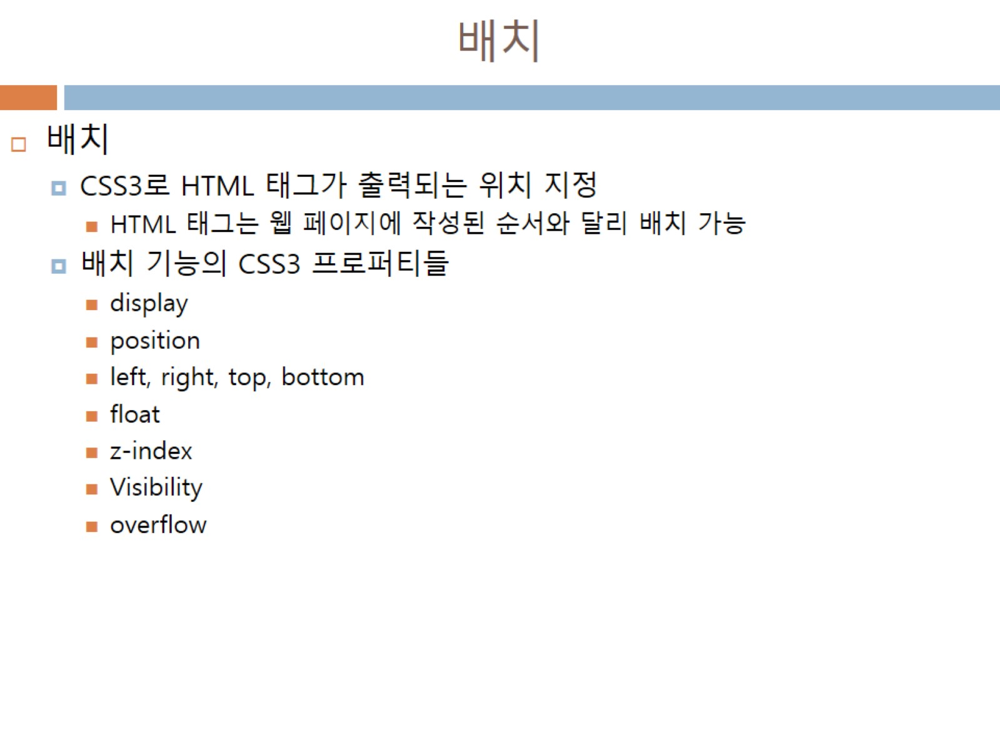 배치
배치
CSS3로 HTML 태그가 출력되는 위치 지정
HTML 태그는 웹 페이지에 작성된 순서와 달리 배치 가능
배치 기능의 CSS3 프로퍼티들
display
position
left, right, top, bottom
float
z-index
Visibility
overflow